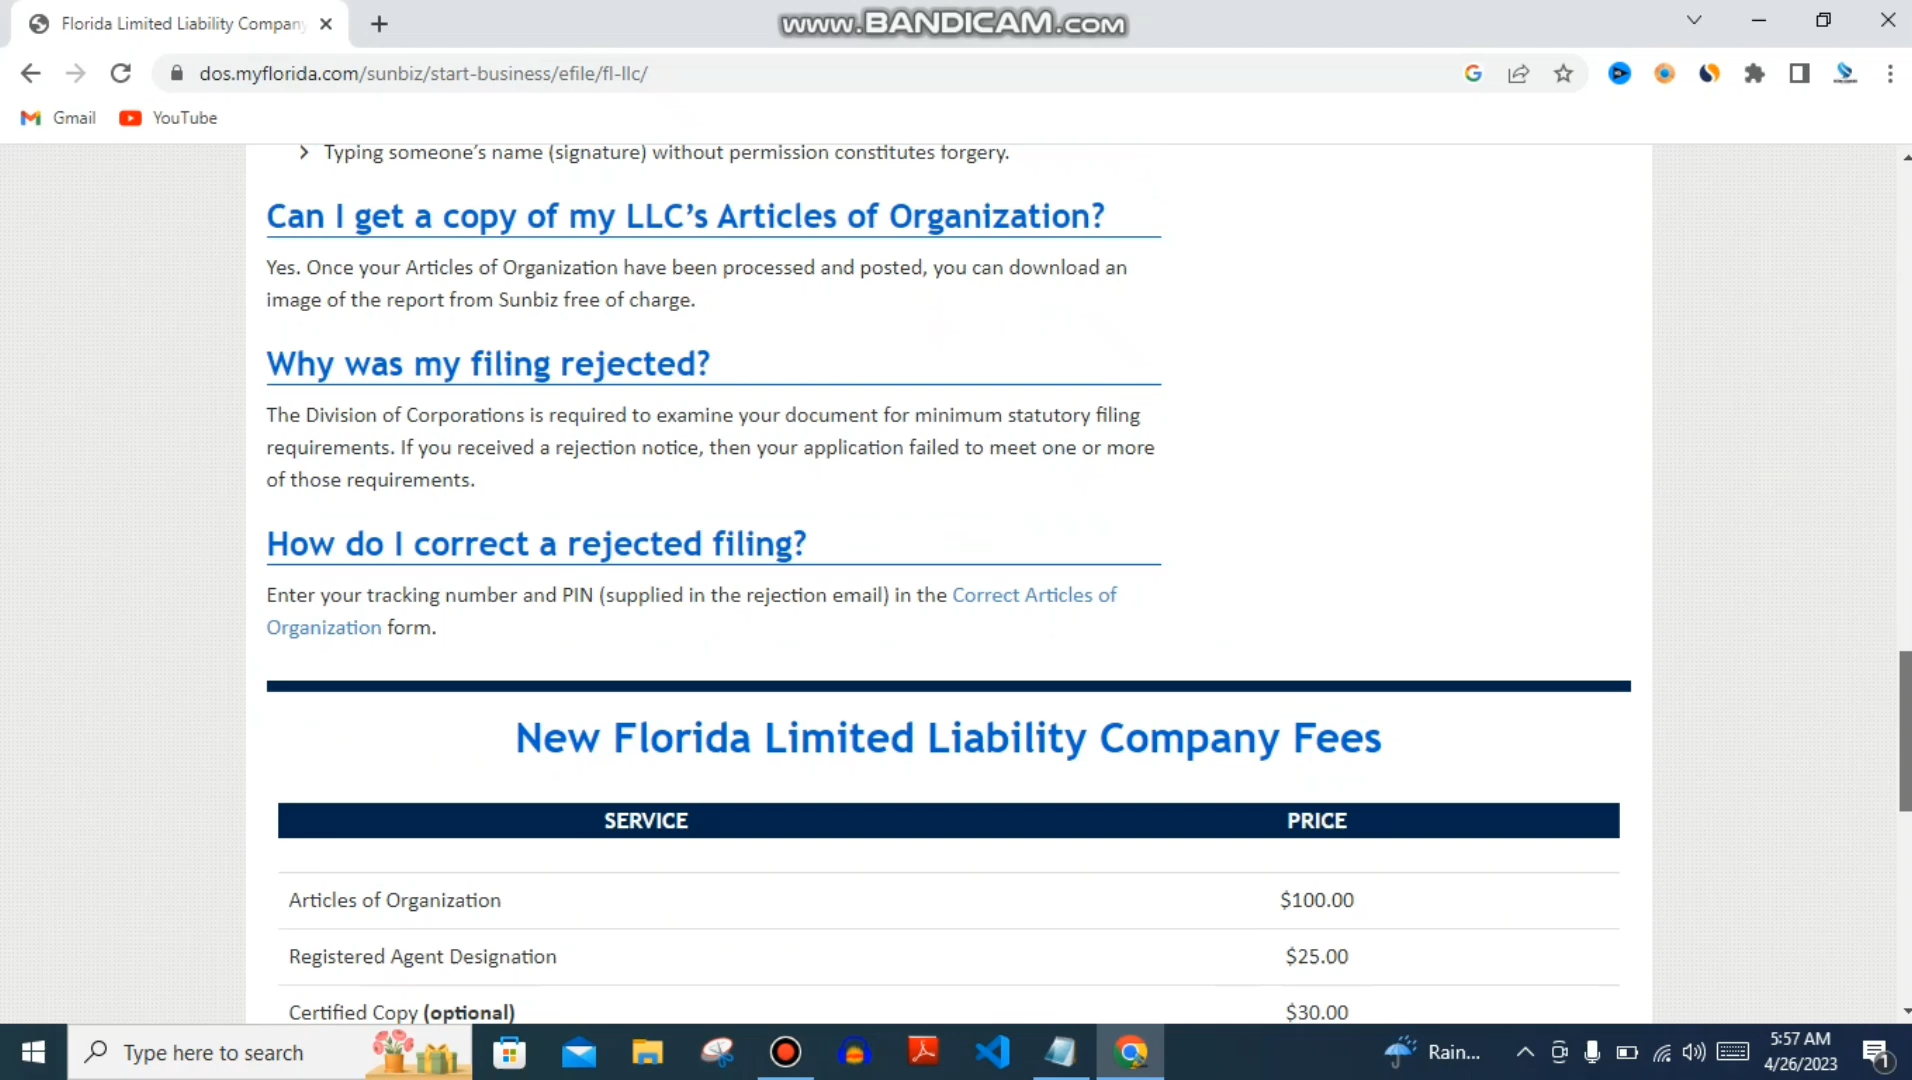 Florida Limited Liability Company
www.BANDICAM.com
dos.myflorida.com/sunbiz/start-business/efile/fl-llc/
Gmail YouTube
Typing someone’s name (signature) without permission constitutes forgery.
Can I get a copy of my LLC’s Articles of Organization?
Yes. Once your Articles of Organization have been processed and posted, you can download an
image of the report from Sunbiz free of charge.
Why was my filing rejected?
The Division of Corporations is required to examine your document for minimum statutory filing
requirements. If you received a rejection notice, then your application failed to meet one or more
of those requirements.
How do I correct a rejected filing?
Enter your tracking number and PIN (supplied in the rejection email) in the Correct Articles of
Organization form.
New Florida Limited Liability Company Fees
SERVICE PRICE
Articles of Organization $100.00
Registered Agent Designation $25.00
Certified Copy (optional) $30.00
Type here to search
Rain...
5:57 AM
4/26/2023
1